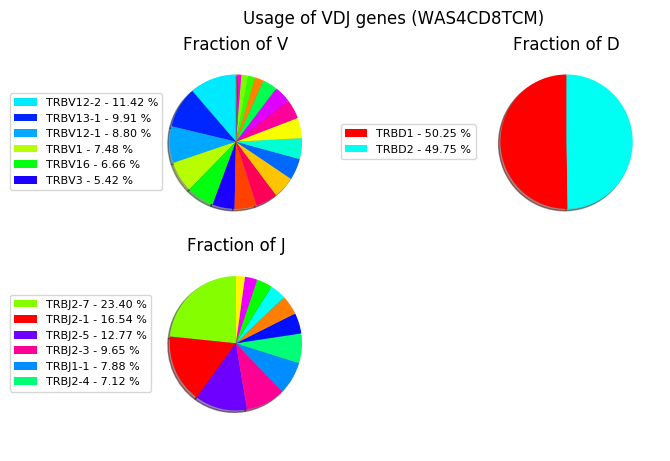 Usage of VDJ genes (WAS4CD8TCM)
Fraction of V
TRBV12-2 - 11.42 %
TRBV13-1 - 9.91 %
TRBV12-1 - 8.80 %
TRBV1 - 7.48 %
TRBV16 - 6.66 %
TRBV3 - 5.42 %
Fraction of D
TRBD1 - 50.25 %
TRBD2 - 49.75 %
Fraction of J
TRBJ2-7 - 23.40 %
TRBJ2-1 - 16.54 %
TRBJ2-5 - 12.77 %
TRBJ2-3 - 9.65 %
TRBJ1-1 - 7.88 %
TRBJ2-4 - 7.12 %